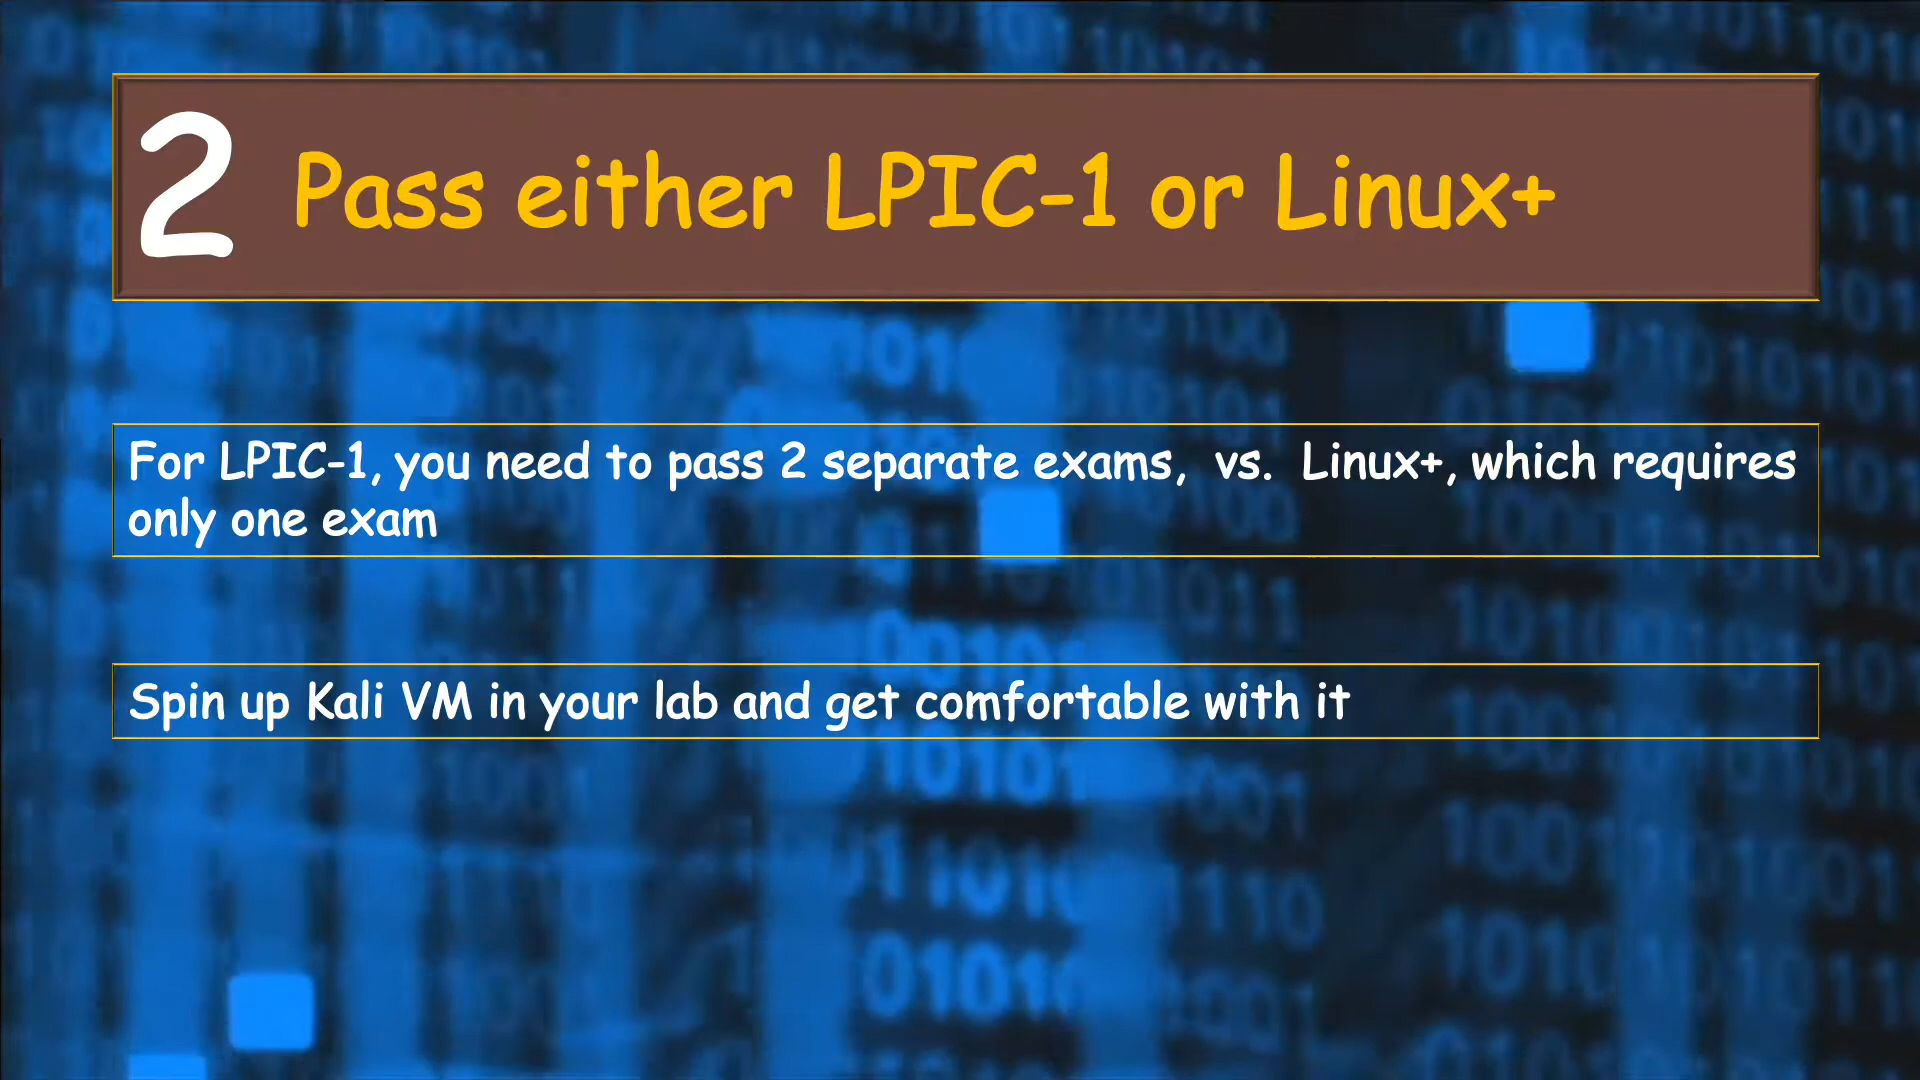 2 Pass either LPIC-1 or Linux+
For LPIC-1, you need to pass 2 separate exams, vs. Linux+, which requires
only one exam
Spin up Kali VM in your lab and get comfortable with it